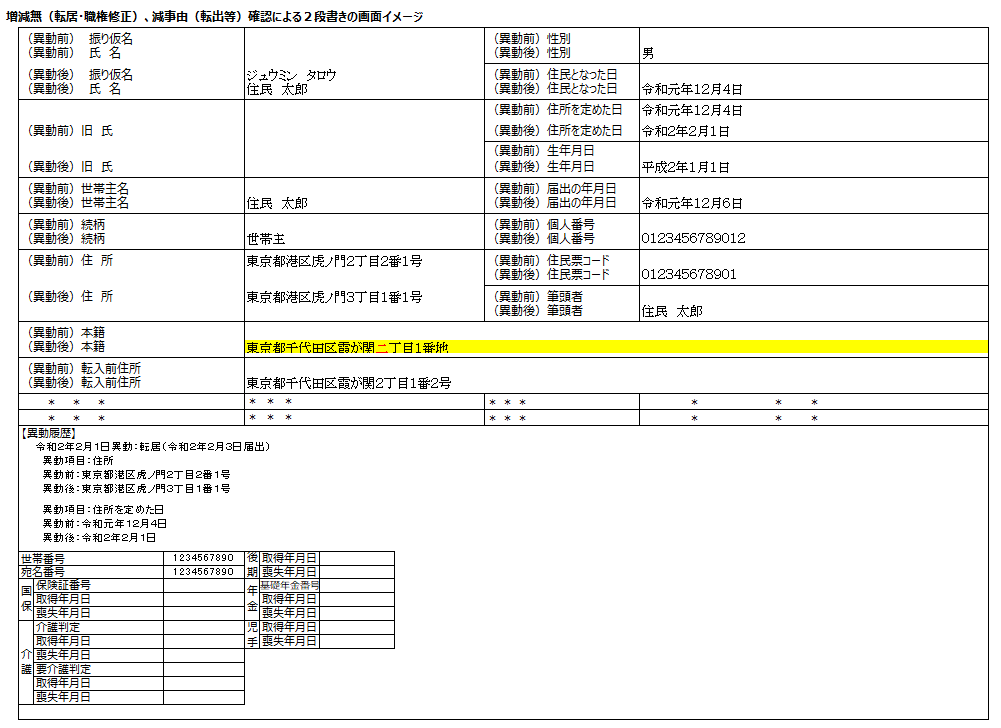 増減無（転居・職権修正）、減事由（転出等）確認による２段書きの画面イメージ
（異動前）　振り仮名
（異動前）　氏　名
（異動後）　振り仮名　ジュウミン　タロウ
（異動後）　氏　名　住民　太郎
（異動前）性別
（異動後）性別　男
（異動前）住民となった日
（異動後）住民となった日　令和元年12月4日
（異動前）住所を定めた日　令和元年12月4日
（異動前）旧　氏
（異動後）住所を定めた日　令和2年2月1日
（異動前）生年月日
（異動後）旧　氏
（異動後）生年月日　平成2年1月1日
（異動前）世帯主名
（異動後）世帯主名　住民　太郎
（異動前）届出の年月日
（異動後）届出の年月日　令和元年12月6日
（異動前）続柄
（異動後）続柄　世帯主
（異動前）個人番号
（異動後）個人番号　0123456789012
（異動前）住　所　東京都港区虎ノ門2丁目2番1号
（異動前）住民票コード
（異動後）住民票コード　012345678901
（異動後）住　所　東京都港区虎ノ門3丁目1番1号
（異動前）筆頭者
（異動後）筆頭者　住民　太郎
（異動前）本籍
（異動後）本籍　東京都千代田区霞が関二丁目1番地
（異動前）転入前住所
（異動後）転入前住所　東京都千代田区霞が関2丁目1番2号
＊　＊　＊　＊　＊　＊　＊　＊　＊　＊　＊　＊
＊　＊　＊　＊　＊　＊　＊　＊　＊　＊　＊　＊
【異動履歴】
令和2年2月1日異動：転居（令和2年2月3日届出）
異動項目：住所
異動前：東京都港区虎ノ門2丁目2番1号
異動後：東京都港区虎ノ門3丁目1番1号
異動項目：住所を定めた日
異動前：令和元年12月4日
異動後：令和2年2月1日
世帯番号　1234567890
宛名番号　1234567890
国保
保険証番号
取得年月日
喪失年月日
介護
介護判定
取得年月日
喪失年月日
要介護判定
取得年月日
喪失年月日
後期
取得年月日
喪失年月日
年金
基礎年金番号
取得年月日
喪失年月日
児手
取得年月日
喪失年月日